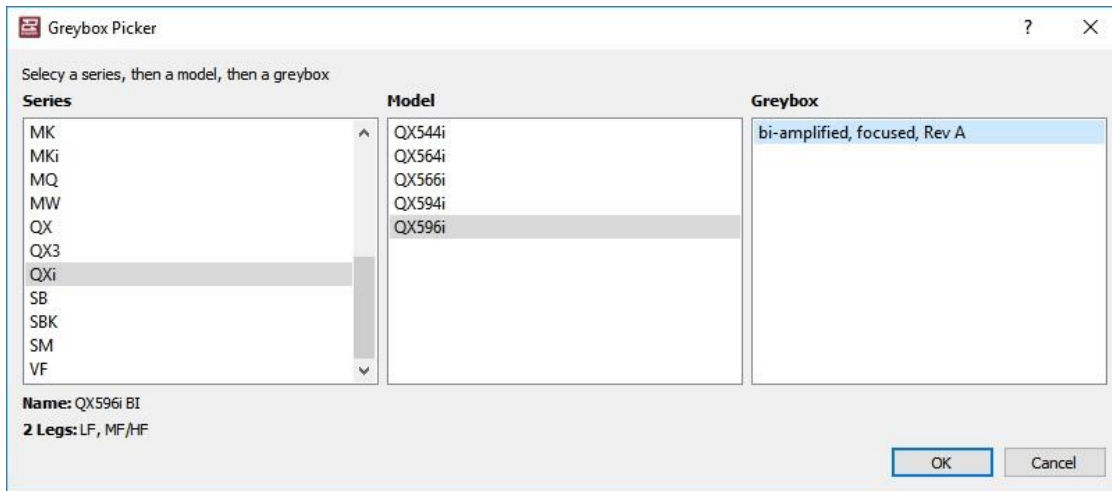 Greybox Picker
?
Selecy a series, then a model, then a greybox
Series
MK
MKi
MQ
MW
QX
QX3
QXi
SB
SBK
SM
VF
Model
QX544i
QX564i
QX566i
QX594i
QX596i
Greybox
bi-amplified, focused, Rev A
Name: QX596i BI
2 Legs: LF, MF/HF
OK
Cancel